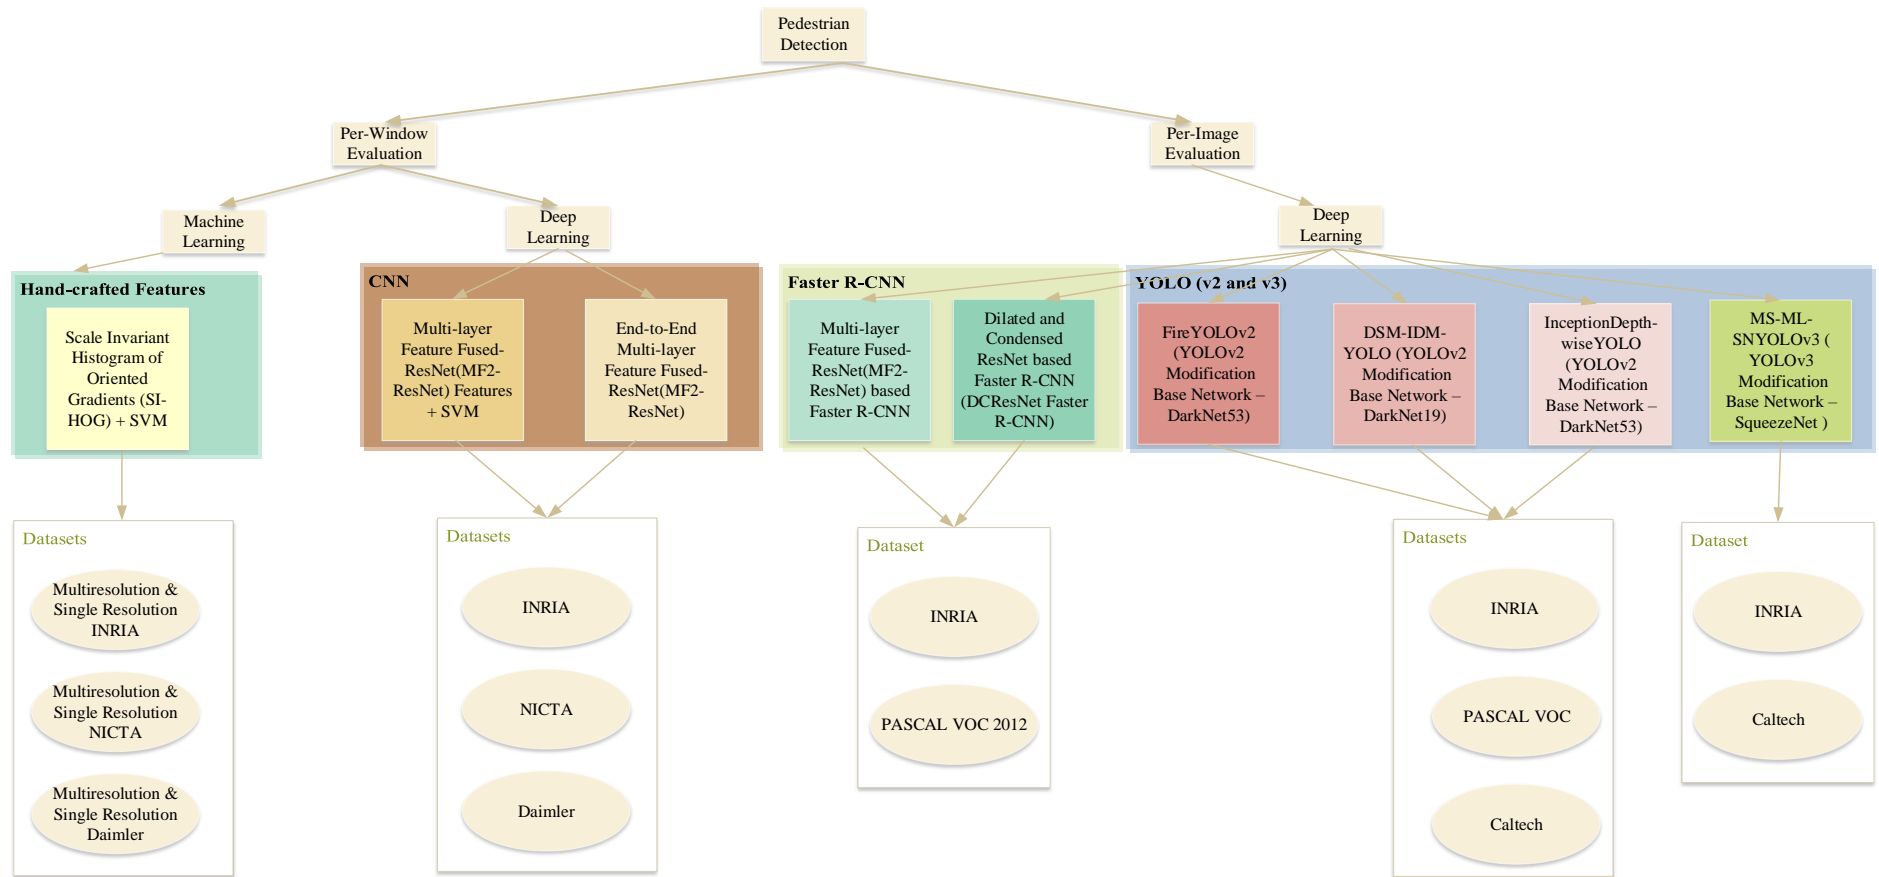 Pedestrian
Detection
Per-Window
Evaluation
Per-Image
Evaluation
Machine
Learning
Deep
Learning
Deep
Learning
Hand-crafted Features
Scale Invariant
Histogram of
Oriented
Gradients (SI-
HOG) + SVM
CNN
Multi-layer
Feature Fused-
ResNet(MF2-
ResNet) Features
+ SVM
End-to-End
Multi-layer
Feature Fused-
ResNet(MF2-
ResNet)
Faster R-CNN
Multi-layer
Feature Fused-
ResNet(MF2-
ResNet) based
Faster R-CNN
Dilated and
Condensed
ResNet based
Faster R-CNN
(DCResNet Faster
R-CNN)
YOLO (v2 and v3)
FireYOLOv2
(YOLOv2
Modification
Base Network –
DarkNet53)
DSM-IDM-
YOLO (YOLOv2
Modification
Base Network –
DarkNet19)
InceptionDepth-
wiseYOLO
(YOLOv2
Modification
Base Network –
DarkNet53)
MS-ML-
SNYOLOv3 (
YOLOv3
Modification
Base Network –
SqueezeNet )
Datasets
Multiresolution &
Single Resolution
INRIA
Multiresolution &
Single Resolution
NICTA
Multiresolution &
Single Resolution
Daimler
Datasets
INRIA
NICTA
Daimler
Dataset
INRIA
PASCAL VOC 2012
Datasets
INRIA
PASCAL VOC
Caltech
Dataset
INRIA
Caltech